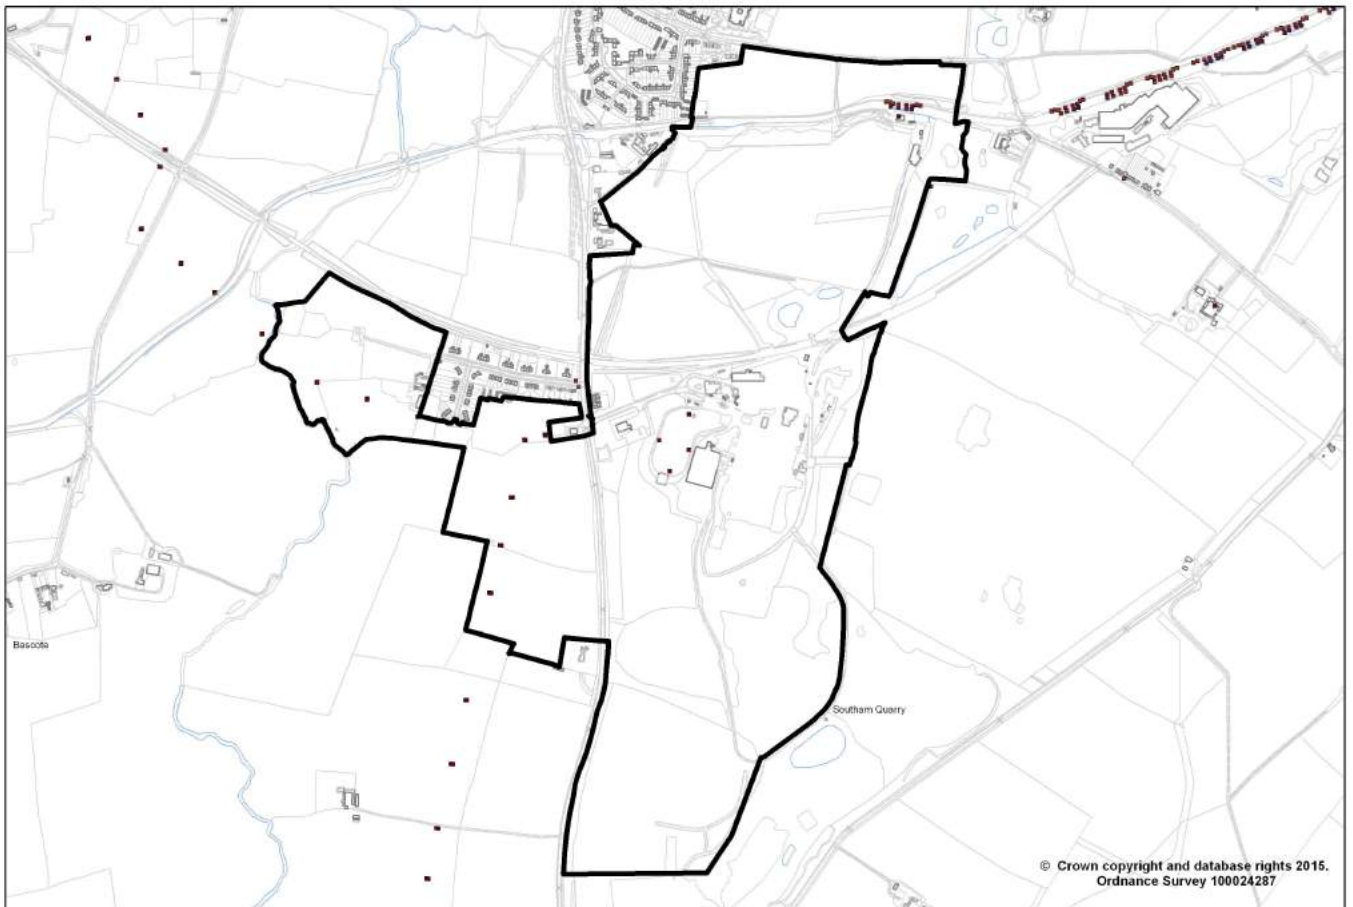 Bascote
Southam Quarry
© Crown copyright and database rights 2015.
Ordnance Survey 100024287